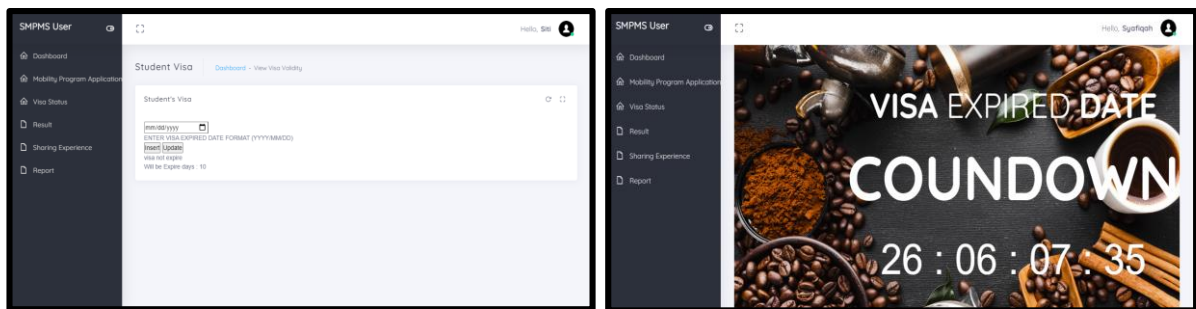 SMPMS User
Hello, Siti
Dashboard
Mobility Program Application
Visa Status
Result
Sharing Experience
Report
Student Visa
Dashboard - View Visa Validity
Student's Visa
mm/dd/yyyy
ENTER VISA EXPIRED DATE FORMAT (YYYY/MM/DD)
Insert Update
visa not expire
Will be Expire days : 10
SMPMS User
Hello, Syafiqah
Dashboard
Mobility Program Application
Visa Status
Result
Sharing Experience
Report
VISA EXPIRED DATE
COUNDOWN
26 : 06 : 07 : 35